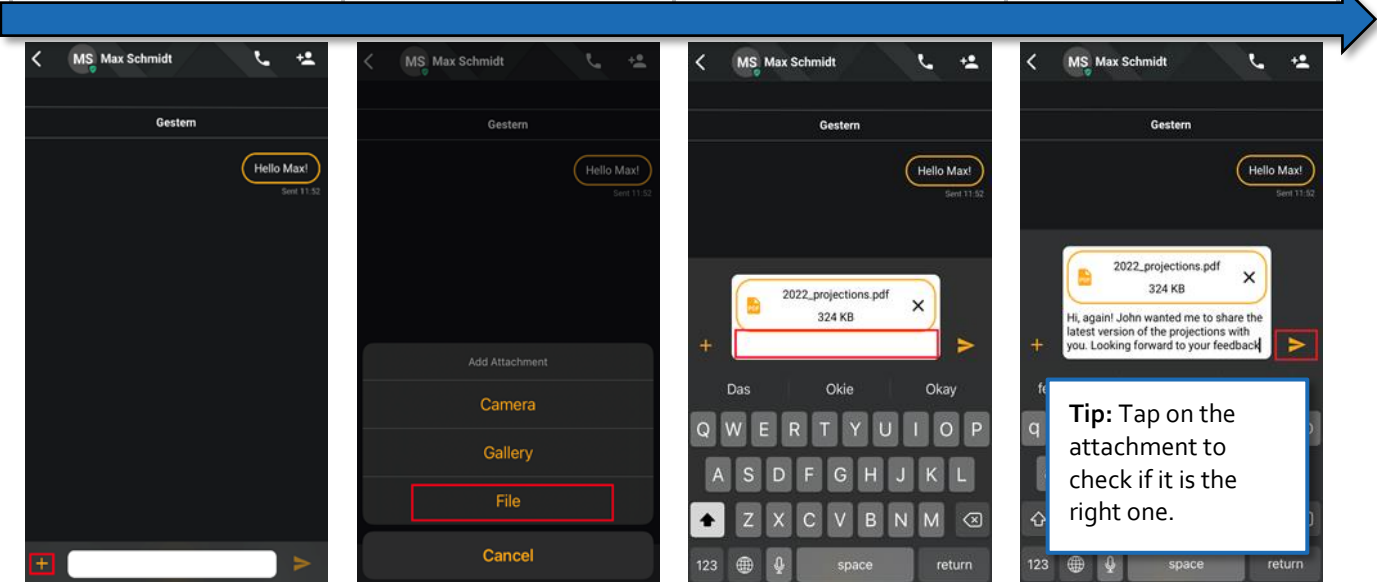 MS Max Schmidt
Gestern
Hello Max!
Sent 11:52
+
MS Max Schmidt
Gestern
Hello Max!
Sent 11:52
Add Attachment
Camera
Gallery
File
Cancel
MS Max Schmidt
Gestern
Hello Max!
Sent 11:52
PDF
2022_projections.pdf
324 KB
+
Das Okie Okay
Q W E R T Y U I O P
A S D F G H J K L
Z X C V B N M
123 space return
MS Max Schmidt
Gestern
Hello Max!
Sent 11:52
PDF
2022_projections.pdf
324 KB
Hi, again! John wanted me to share the
latest version of the projections with
you. Looking forward to your feedback
+
q
Tip: Tap on the
attachment to
check if it is the
right one.
123 space return